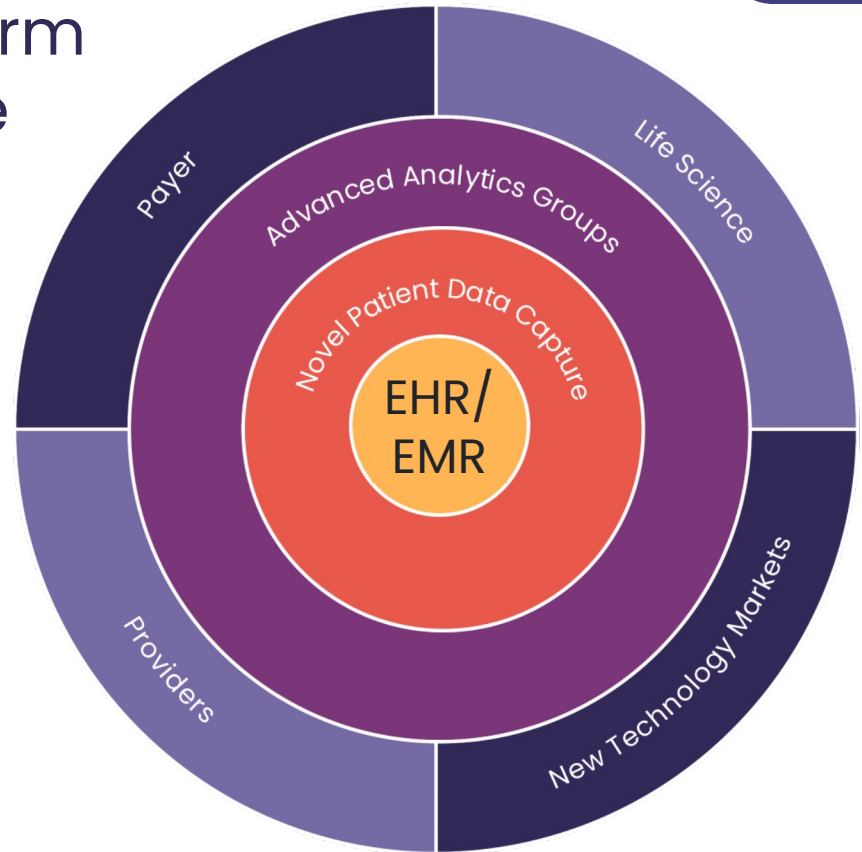 Payer
Life Science
Advanced Analytics Groups
Novel Patient Data Capture
EHR/
EMR
Providers
New Technology Markets